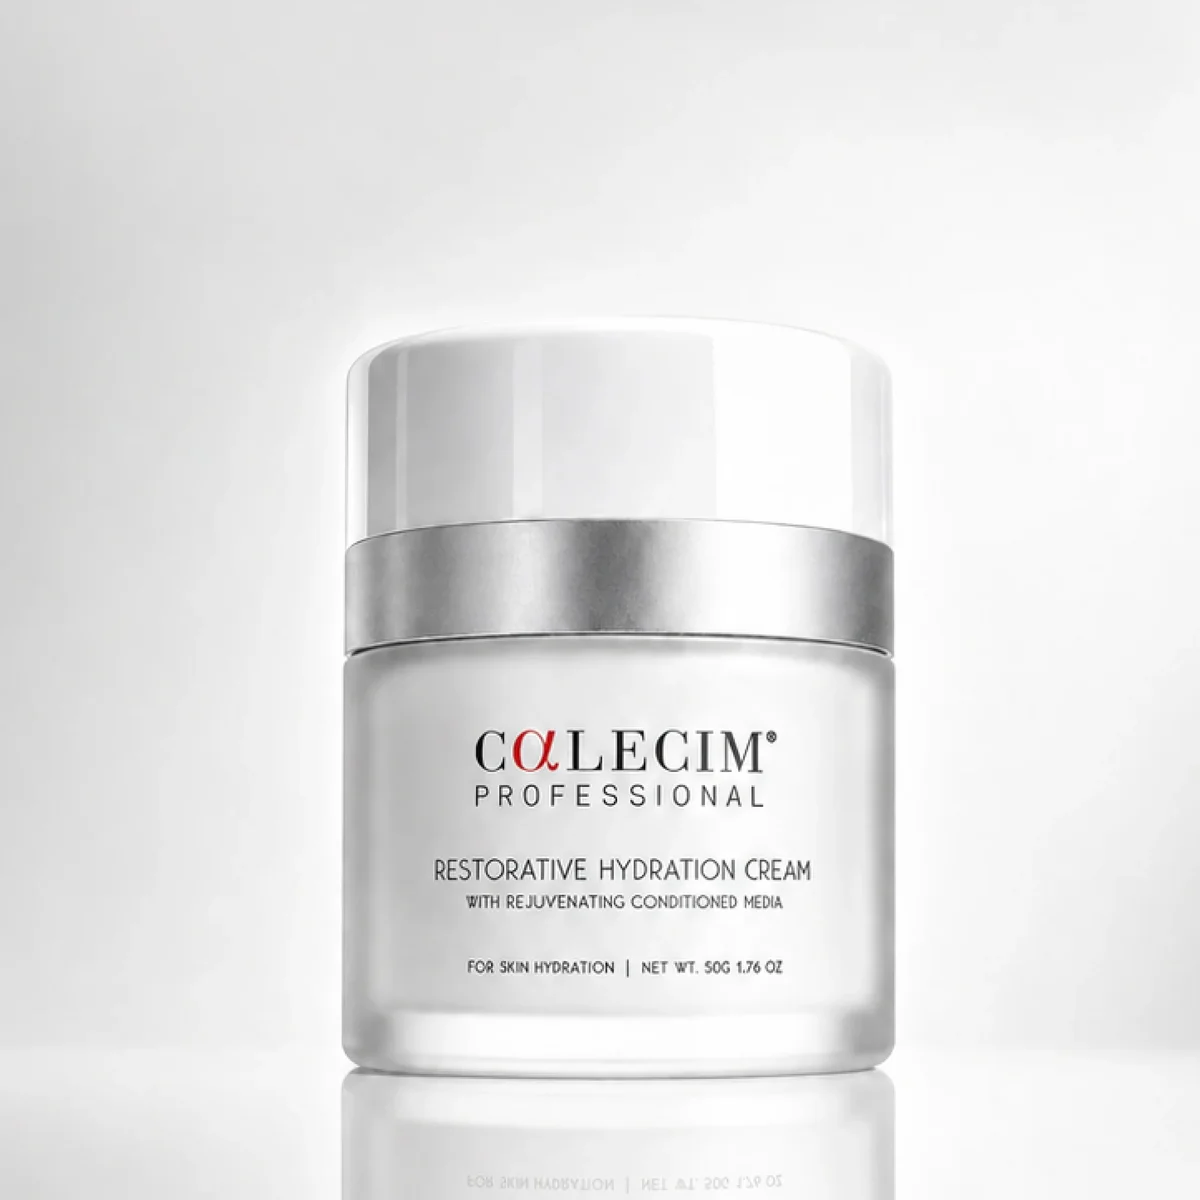 CαLECIM®
PROFESSIONAL
RESTORATIVE HYDRATION CREAM
WITH REJUVENATING CONDITIONED MEDIA
FOR SKIN HYDRATION | NET WT. 50G 1.76 OZ